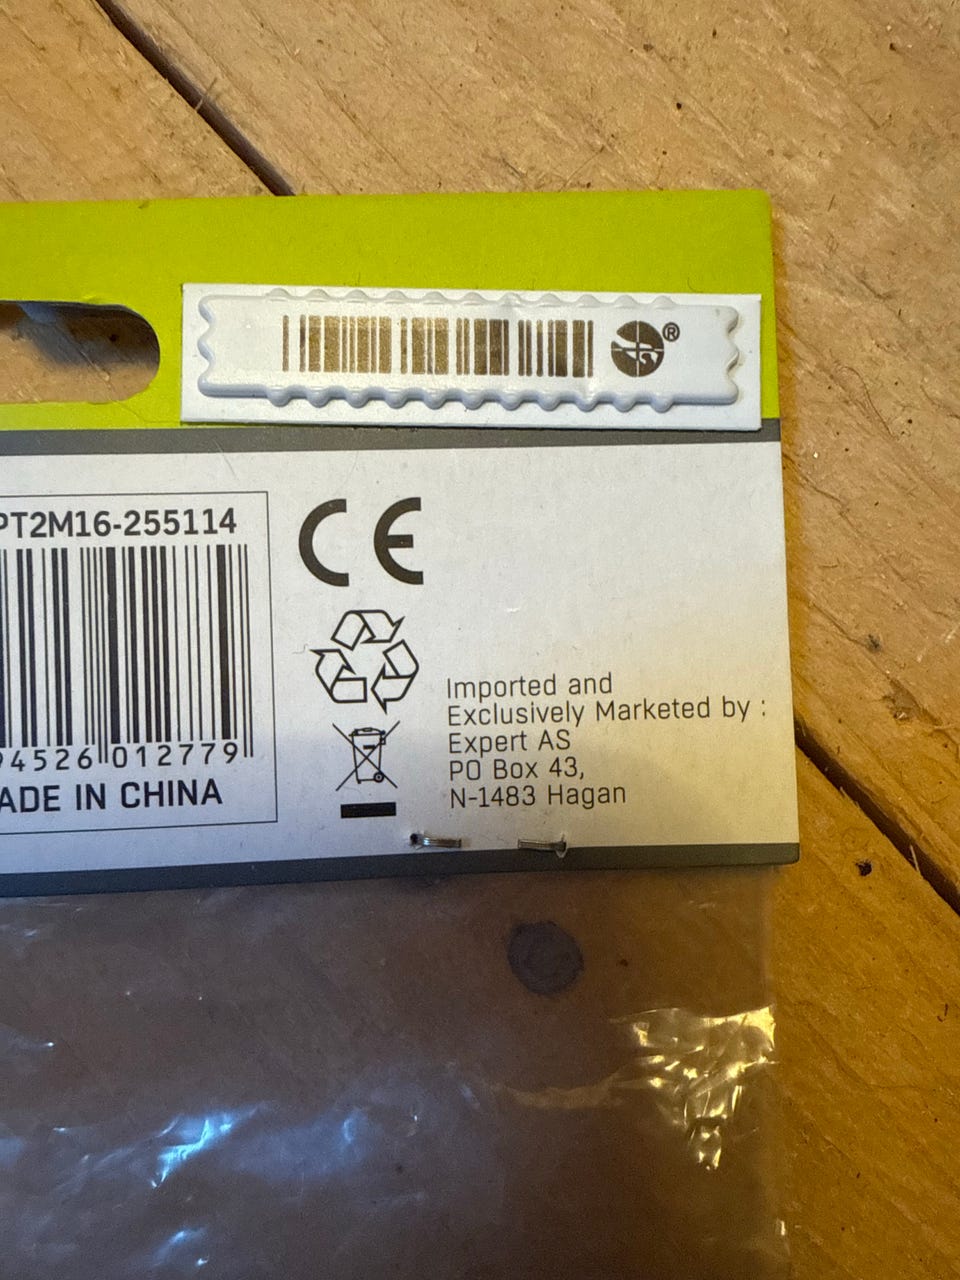 ®
PT2M16-255114
CE
94526 012779
ADE IN CHINA
Imported and
Exclusively Marketed by :
Expert AS
PO Box 43,
N-1483 Hagan